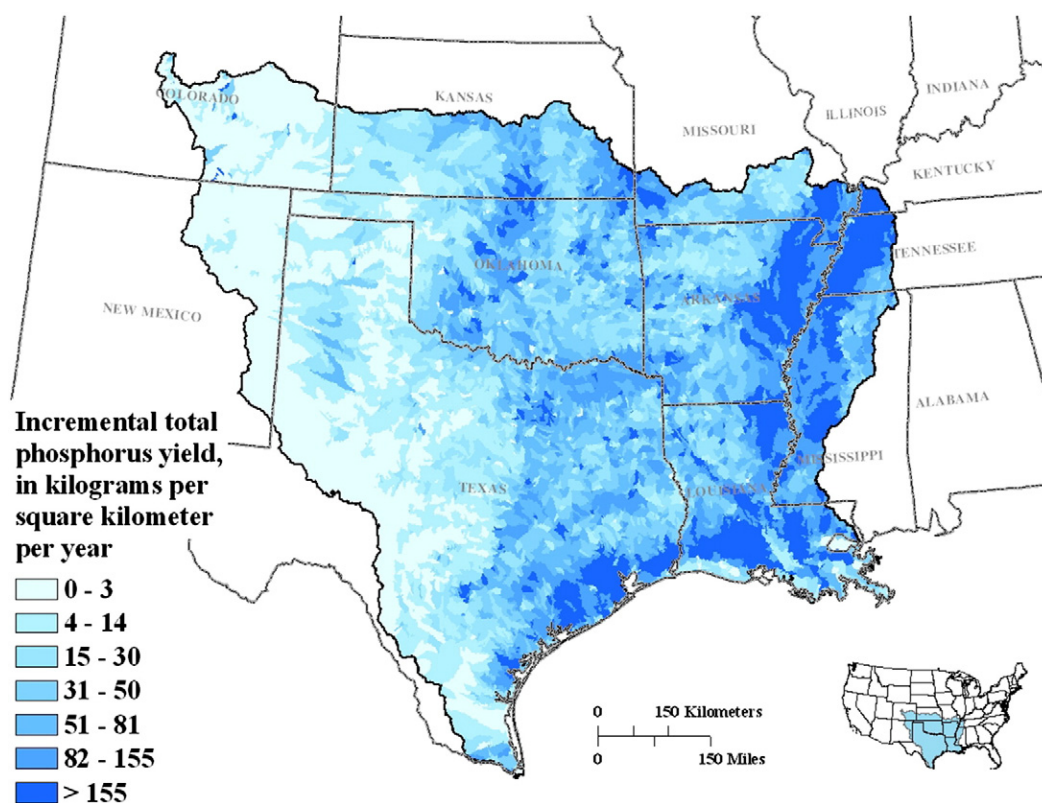 COLORADO
KANSAS
MISSOURI
ILLINOIS
INDIANA
KENTUCKY
TENNESSEE
OKLAHOMA
ARKANSAS
NEW MEXICO
ALABAMA
MISSISSIPPI
TEXAS
LOUISIANA
Incremental total
phosphorus yield,
in kilograms per
square kilometer
per year
0 - 3
4 - 14
15 - 30
31 - 50
51 - 81
82 - 155
> 155
0 150 Kilometers
0 150 Miles